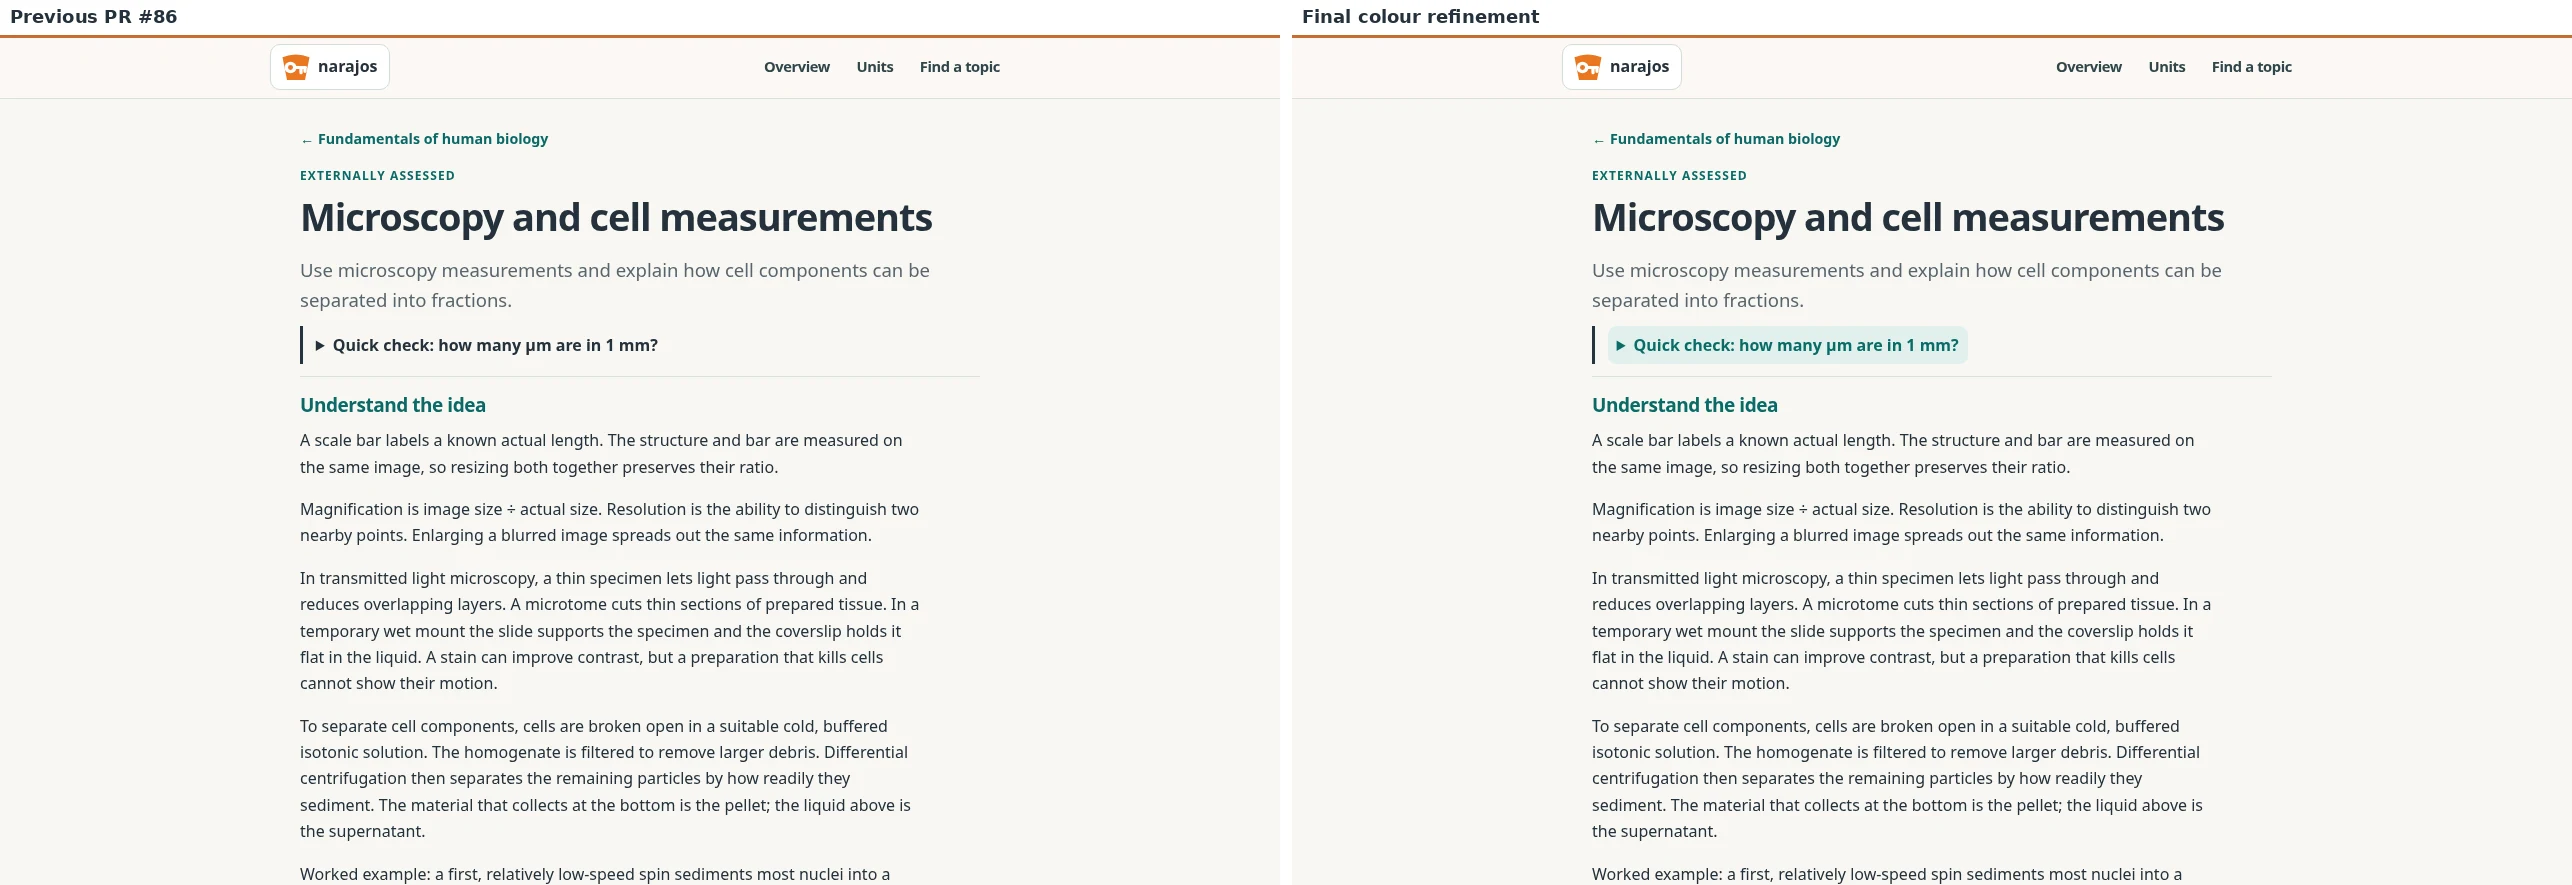 Previous PR #86
narajos
Overview Units Find a topic
← Fundamentals of human biology
EXTERNALLY ASSESSED
Microscopy and cell measurements
Use microscopy measurements and explain how cell components can be
separated into fractions.
▶ Quick check: how many μm are in 1 mm?
Understand the idea
A scale bar labels a known actual length. The structure and bar are measured on
the same image, so resizing both together preserves their ratio.
Magnification is image size ÷ actual size. Resolution is the ability to distinguish two
nearby points. Enlarging a blurred image spreads out the same information.
In transmitted light microscopy, a thin specimen lets light pass through and
reduces overlapping layers. A microtome cuts thin sections of prepared tissue. In a
temporary wet mount the slide supports the specimen and the coverslip holds it
flat in the liquid. A stain can improve contrast, but a preparation that kills cells
cannot show their motion.
To separate cell components, cells are broken open in a suitable cold, buffered
isotonic solution. The homogenate is filtered to remove larger debris. Differential
centrifugation then separates the remaining particles by how readily they
sediment. The material that collects at the bottom is the pellet; the liquid above is
the supernatant.
Worked example: a first, relatively low-speed spin sediments most nuclei into a
Final colour refinement
narajos
Overview Units Find a topic
← Fundamentals of human biology
EXTERNALLY ASSESSED
Microscopy and cell measurements
Use microscopy measurements and explain how cell components can be
separated into fractions.
▶ Quick check: how many μm are in 1 mm?
Understand the idea
A scale bar labels a known actual length. The structure and bar are measured on
the same image, so resizing both together preserves their ratio.
Magnification is image size ÷ actual size. Resolution is the ability to distinguish two
nearby points. Enlarging a blurred image spreads out the same information.
In transmitted light microscopy, a thin specimen lets light pass through and
reduces overlapping layers. A microtome cuts thin sections of prepared tissue. In a
temporary wet mount the slide supports the specimen and the coverslip holds it
flat in the liquid. A stain can improve contrast, but a preparation that kills cells
cannot show their motion.
To separate cell components, cells are broken open in a suitable cold, buffered
isotonic solution. The homogenate is filtered to remove larger debris. Differential
centrifugation then separates the remaining particles by how readily they
sediment. The material that collects at the bottom is the pellet; the liquid above is
the supernatant.
Worked example: a first, relatively low-speed spin sediments most nuclei into a